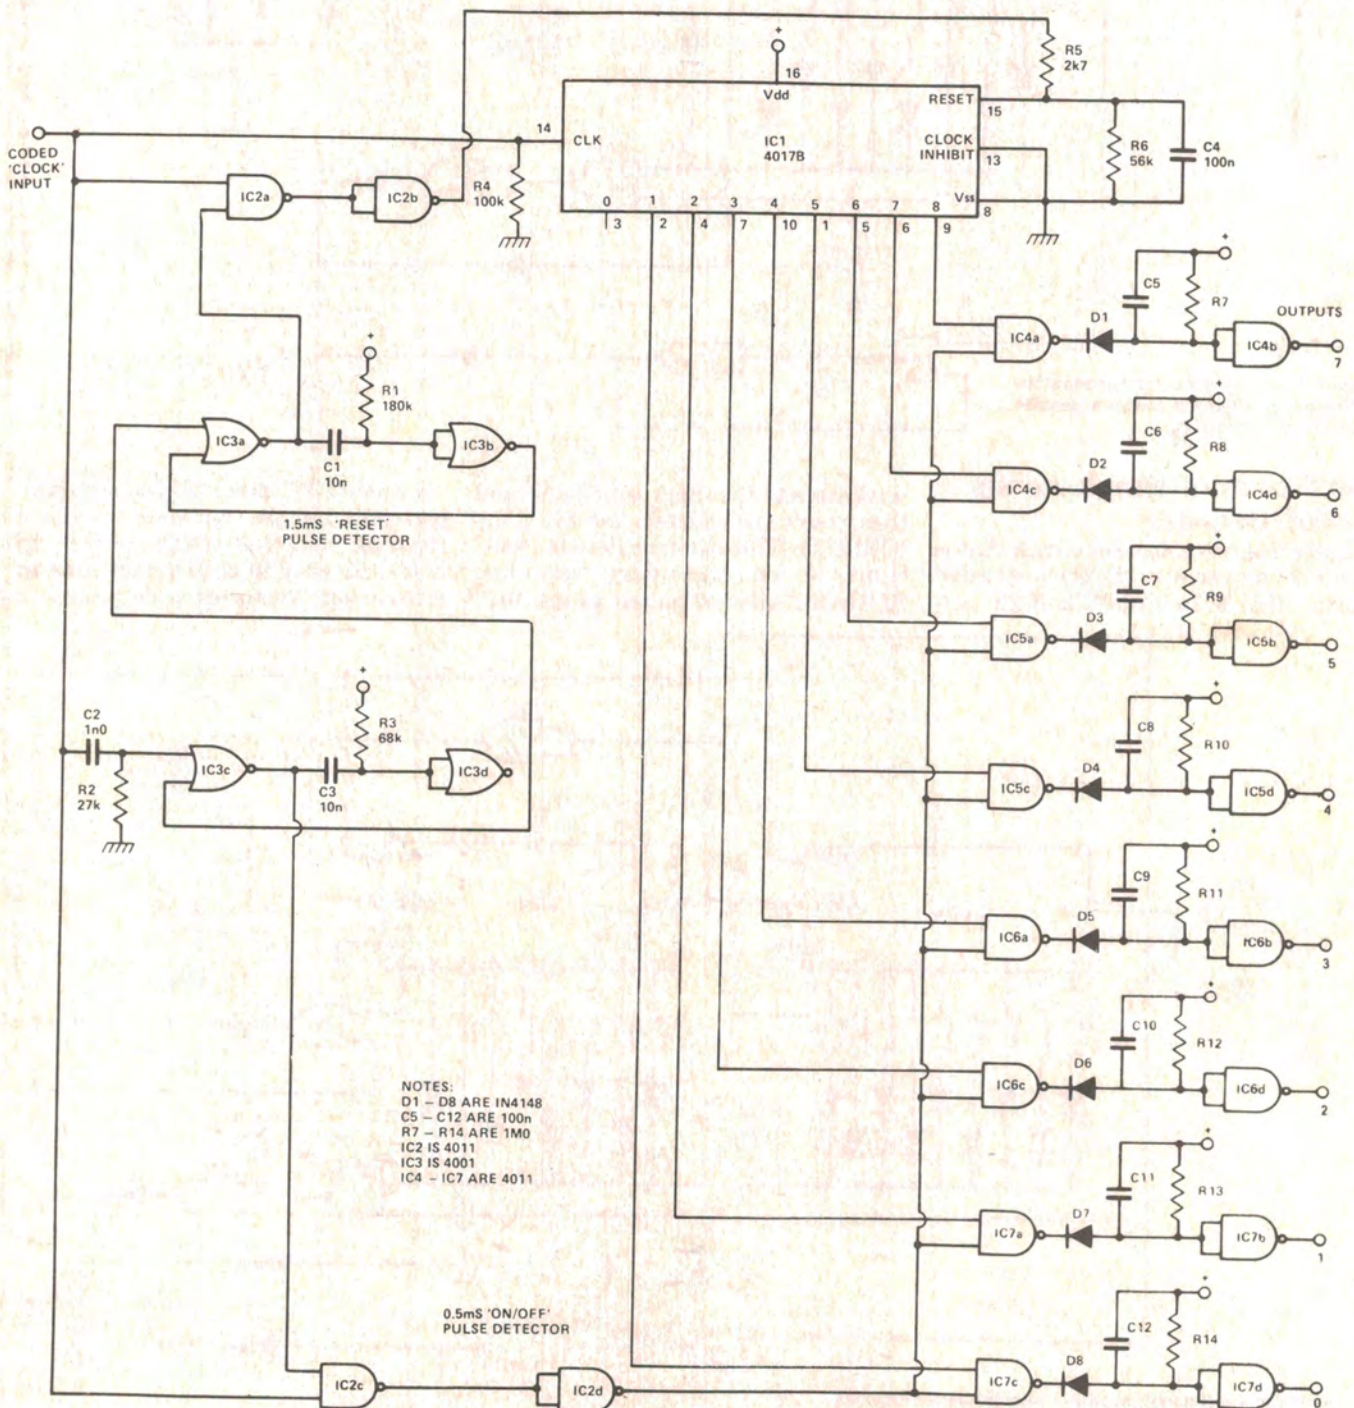 R5
2k7
+
16
Vdd
RESET
15
14
CLK
IC1
4017B
CLOCK
INHIBIT
13
R6
56k
C4
100n
Vss
8
CODED
'CLOCK'
INPUT
IC2a
IC2b
R4
100k
0
1
2
3
4
5
6
7
8
3
2
4
7
10
1
5
6
9
+
C5
R7
D1
IC4a
IC4b
OUTPUTS
7
+
R1
180k
IC3a
C1
10n
IC3b
1.5mS 'RESET'
PULSE DETECTOR
+
C6
R8
D2
IC4c
IC4d
6
+
C7
R9
D3
IC5a
IC5b
5
+
R3
68k
C2
1n0
R2
27k
IC3c
C3
10n
IC3d
+
C8
R10
D4
IC5c
IC5d
4
+
C9
R11
D5
IC6a
IC6b
3
+
C10
R12
D6
IC6c
IC6d
2
NOTES:
D1 – D8 ARE IN4148
C5 – C12 ARE 100n
R7 – R14 ARE 1M0
IC2 IS 4011
IC3 IS 4001
IC4 – IC7 ARE 4011
+
C11
R13
D7
IC7a
IC7b
1
0.5mS 'ON/OFF'
PULSE DETECTOR
+
C12
R14
D8
IC2c
IC2d
IC7c
IC7d
0